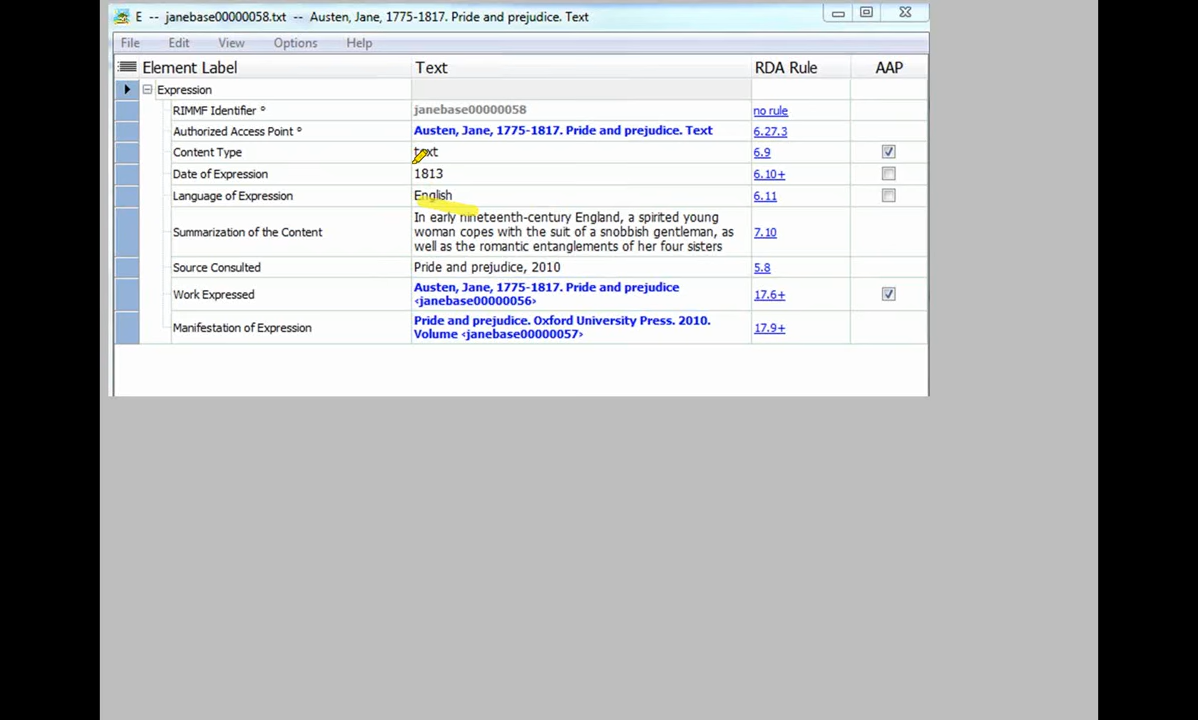 E -- janebase00000058.txt -- Austen, Jane, 1775-1817. Pride and prejudice. Text
File Edit View Options Help
Element Label Text RDA Rule AAP
Expression
RIMMF Identifier º janebase00000058 no rule
Authorized Access Point º Austen, Jane, 1775-1817. Pride and prejudice. Text 6.27.3
Content Type text 6.9
Date of Expression 1813 6.10+
Language of Expression English 6.11
Summarization of the Content In early nineteenth-century England, a spirited young
woman copes with the suit of a snobbish gentleman, as 7.10
well as the romantic entanglements of her four sisters
Source Consulted Pride and prejudice, 2010 5.8
Work Expressed Austen, Jane, 1775-1817. Pride and prejudice 17.6+
<janebase00000056>
Manifestation of Expression Pride and prejudice. Oxford University Press. 2010. 17.9+
Volume <janebase00000057>